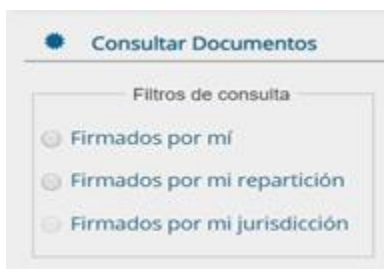 Consultar Documentos
Filtros de consulta
Firmados por mí
Firmados por mi repartición
Firmados por mi jurisdicción